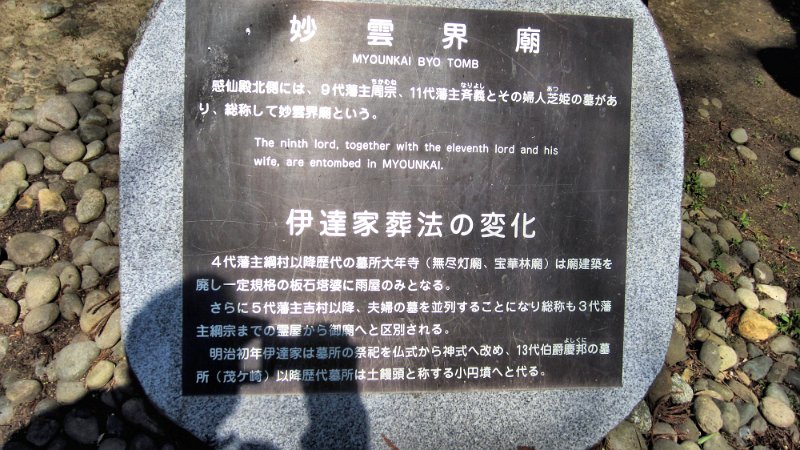 妙雲界廟
MYOUNKAI BYO TOMB
感仙殿北側には、9代藩主周宗、11代藩主斉義とその婦人芝姫の墓があ
り、総称して妙雲界廟という。
The ninth lord, together with the eleventh lord and his
wife, are entombed in MYOUNKAI.
伊達家葬法の変化
4代藩主綱村以降歴代の墓所大年寺（無尽灯廟、宝華林廟）は廟建築を
廃し一定規格の板石塔婆に雨屋のみとなる。
さらに5代藩主吉村以降、夫婦の墓を並列することになり総称も3代藩
主綱宗までの霊屋から御廟へと区別される。
明治初年伊達家は墓所の祭祀を仏式から神式へ改め、13代伯爵慶邦の墓
所（茂ケ崎）以降歴代墓所は土饅頭と称する小円墳へと代る。